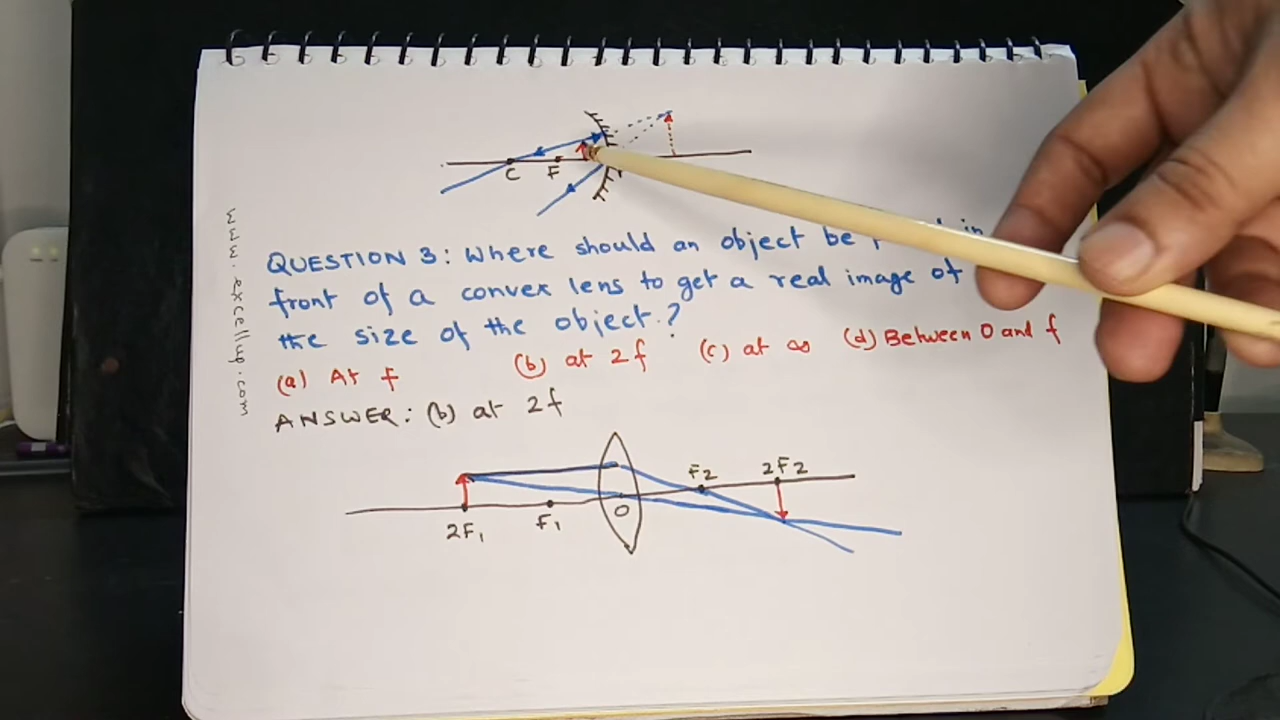 C F
QUESTION 3: Where should an object be in
front of a convex lens to get a real image of
the size of the object?
(a) At f (b) at 2f (c) at ∞ (d) Between O and f
ANSWER: (b) at 2f
F2 2F2
2F1 F1 O
www.excellup.com